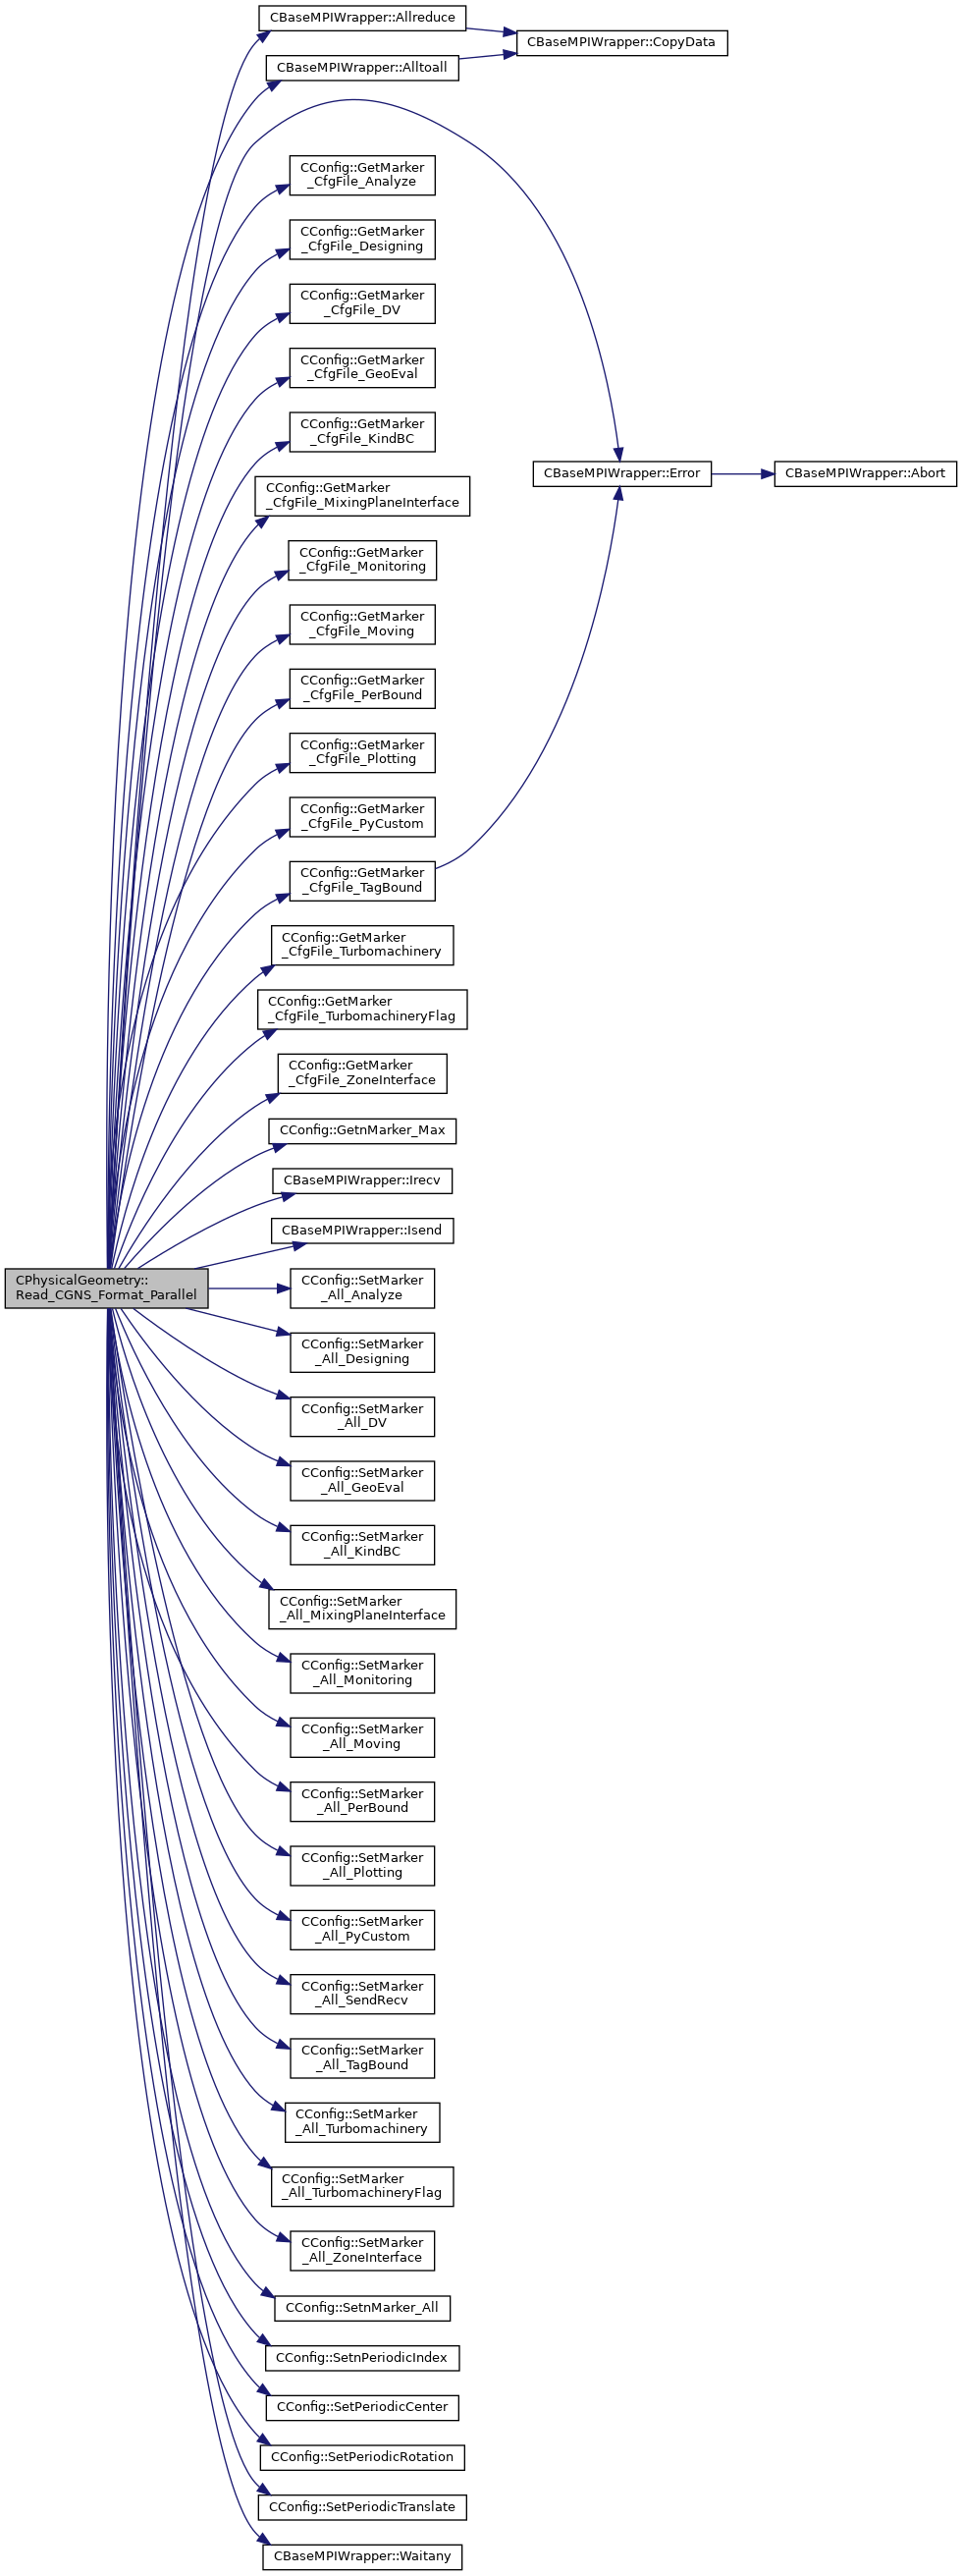 CBaseMPIWrapper::Allreduce
CBaseMPIWrapper::CopyData
CBaseMPIWrapper::Alltoall
CConfig::GetMarker
_CfgFile_Analyze
CConfig::GetMarker
_CfgFile_Designing
CConfig::GetMarker
_CfgFile_DV
CConfig::GetMarker
_CfgFile_GeoEval
CConfig::GetMarker
_CfgFile_KindBC
CBaseMPIWrapper::Error
CBaseMPIWrapper::Abort
CConfig::GetMarker
_CfgFile_MixingPlaneInterface
CConfig::GetMarker
_CfgFile_Monitoring
CConfig::GetMarker
_CfgFile_Moving
CConfig::GetMarker
_CfgFile_PerBound
CConfig::GetMarker
_CfgFile_Plotting
CConfig::GetMarker
_CfgFile_PyCustom
CConfig::GetMarker
_CfgFile_TagBound
CConfig::GetMarker
_CfgFile_Turbomachinery
CConfig::GetMarker
_CfgFile_TurbomachineryFlag
CConfig::GetMarker
_CfgFile_ZoneInterface
CConfig::GetnMarker_Max
CBaseMPIWrapper::Irecv
CBaseMPIWrapper::Isend
CPhysicalGeometry::
Read_CGNS_Format_Parallel
CConfig::SetMarker
_All_Analyze
CConfig::SetMarker
_All_Designing
CConfig::SetMarker
_All_DV
CConfig::SetMarker
_All_GeoEval
CConfig::SetMarker
_All_KindBC
CConfig::SetMarker
_All_MixingPlaneInterface
CConfig::SetMarker
_All_Monitoring
CConfig::SetMarker
_All_Moving
CConfig::SetMarker
_All_PerBound
CConfig::SetMarker
_All_Plotting
CConfig::SetMarker
_All_PyCustom
CConfig::SetMarker
_All_SendRecv
CConfig::SetMarker
_All_TagBound
CConfig::SetMarker
_All_Turbomachinery
CConfig::SetMarker
_All_TurbomachineryFlag
CConfig::SetMarker
_All_ZoneInterface
CConfig::SetnMarker_All
CConfig::SetnPeriodicIndex
CConfig::SetPeriodicCenter
CConfig::SetPeriodicRotation
CConfig::SetPeriodicTranslate
CBaseMPIWrapper::Waitany